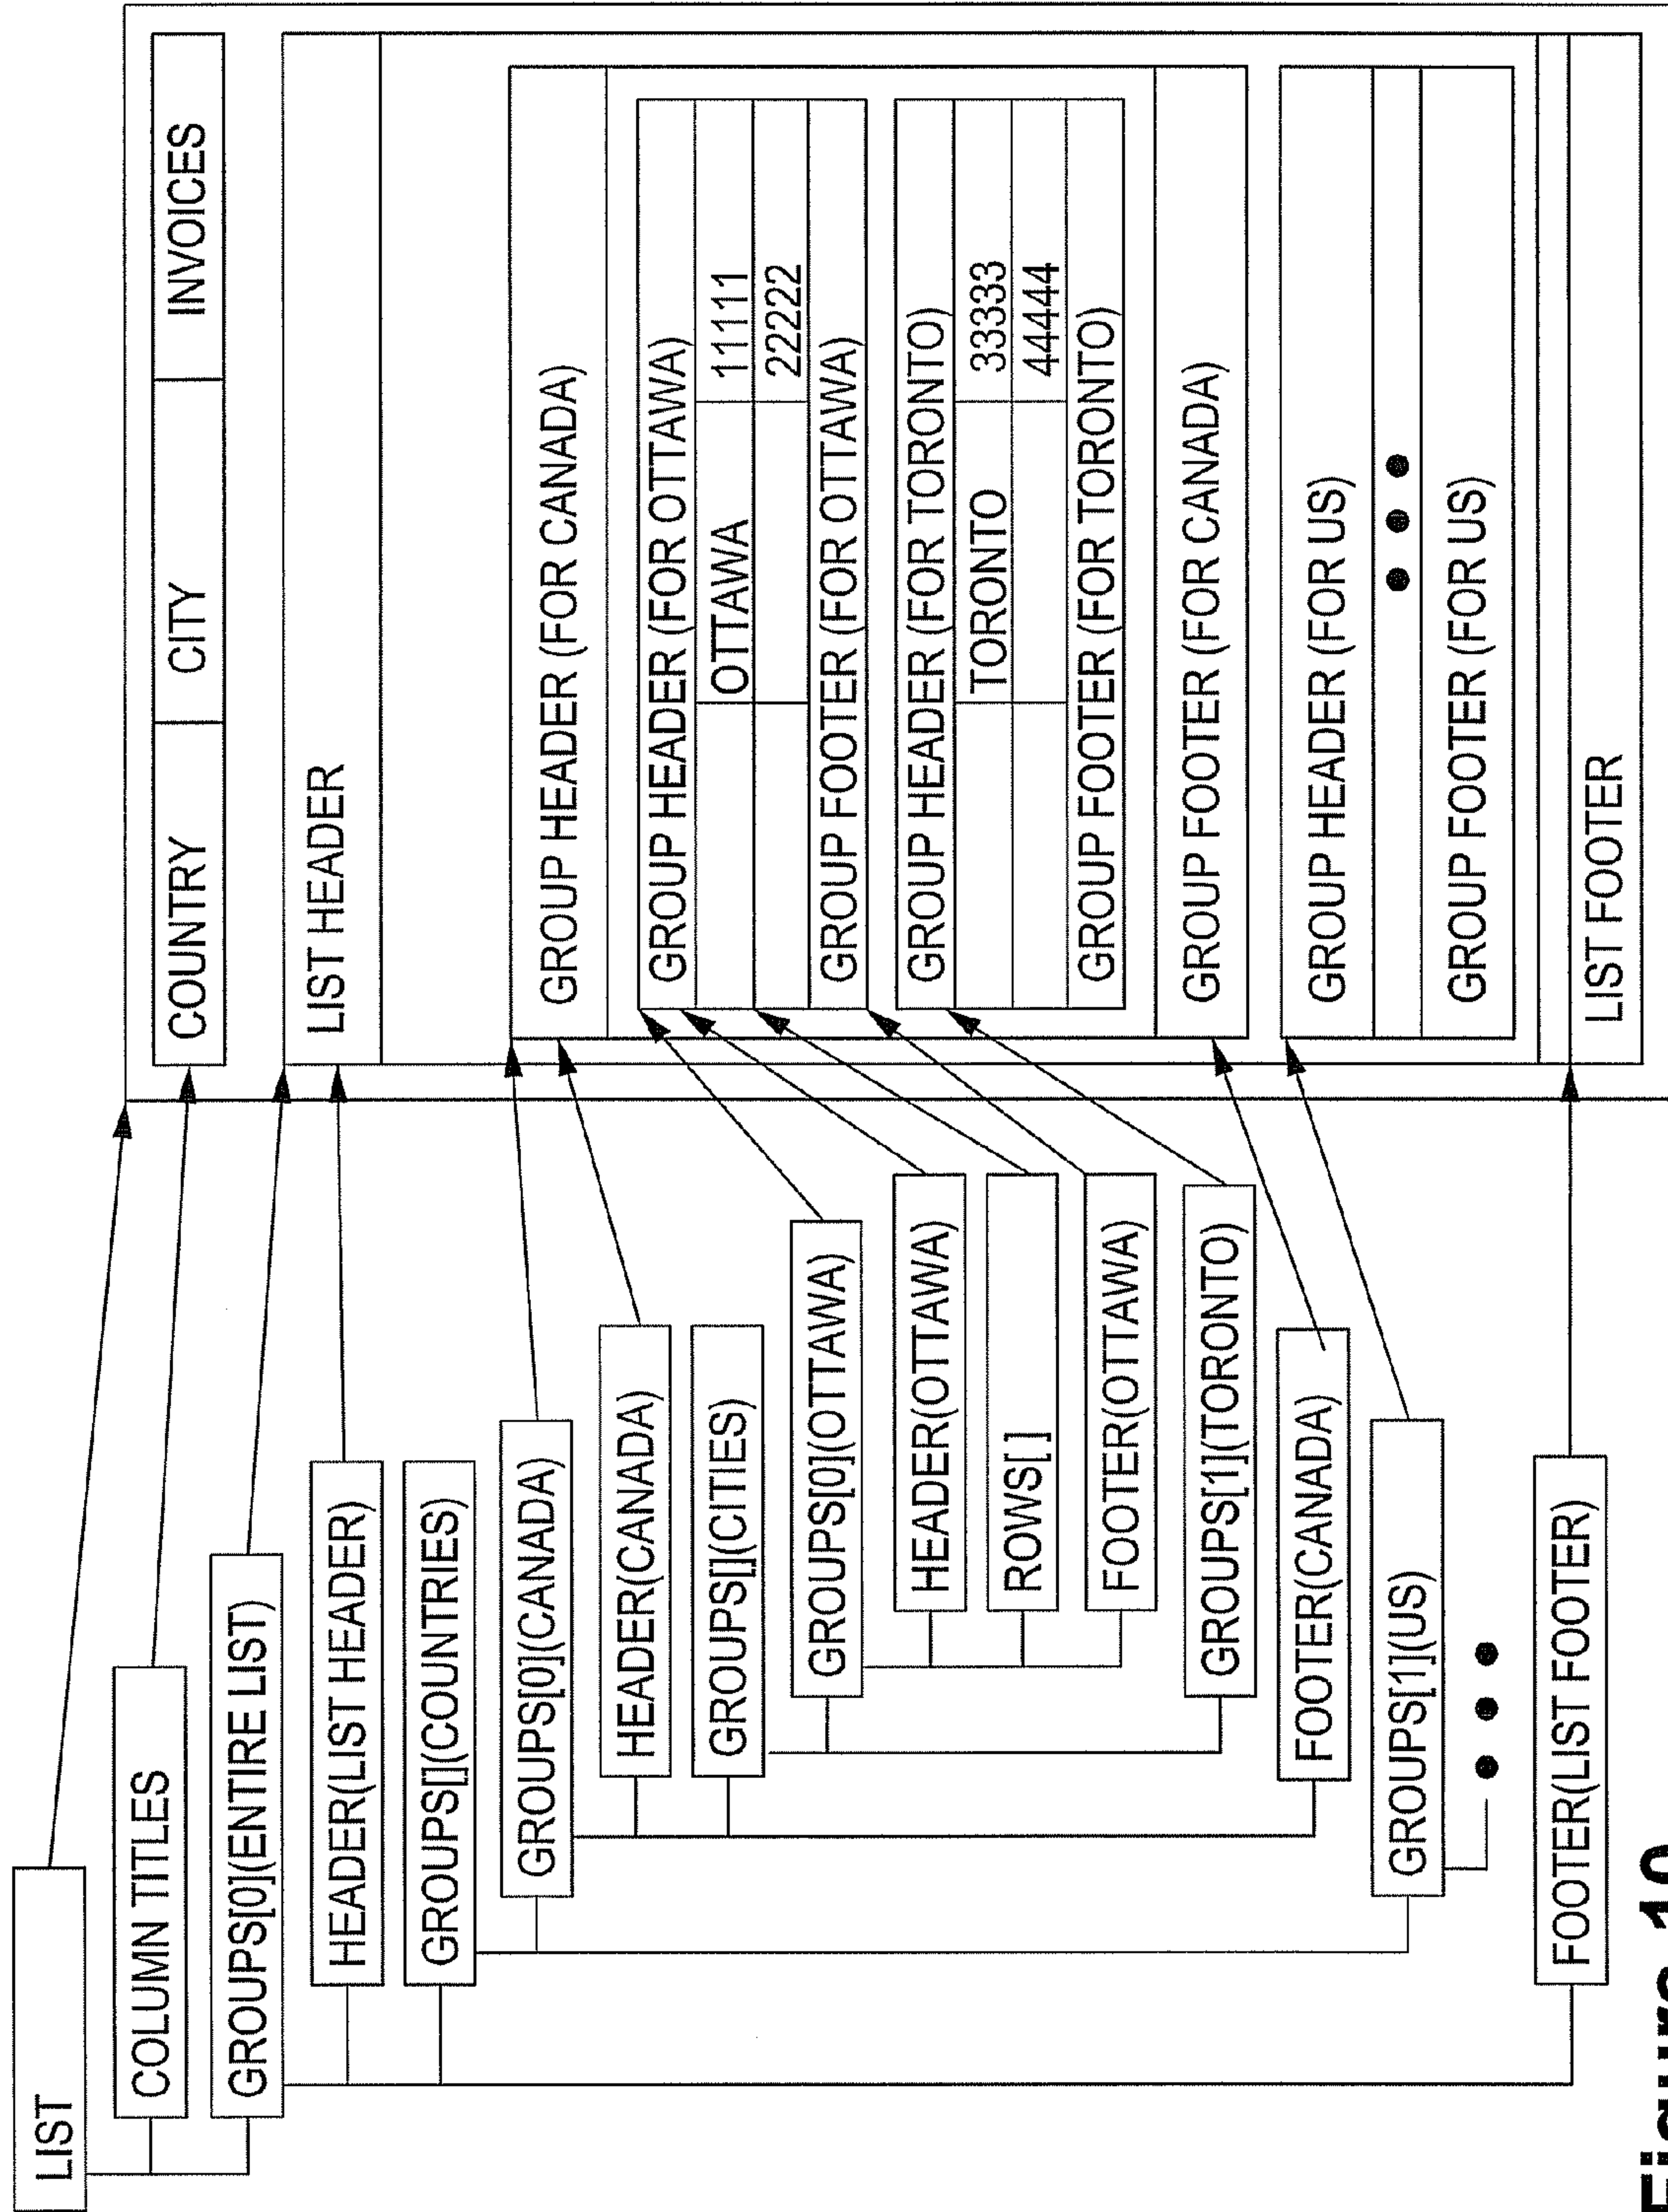 LIST
COLUMN TITLES
GROUPS[0](ENTIRE LIST)
HEADER(LIST HEADER)
GROUPS[](COUNTRIES)
GROUPS[0](CANADA)
HEADER(CANADA)
GROUPS[](CITIES)
GROUPS[0](OTTAWA)
HEADER(OTTAWA)
ROWS[ ]
FOOTER(OTTAWA)
GROUPS[1](TORONTO)
FOOTER(CANADA)
GROUPS[1](US)
FOOTER(LIST FOOTER)
COUNTRY CITY INVOICES
LIST HEADER
GROUP HEADER (FOR CANADA)
GROUP HEADER (FOR OTTAWA)
OTTAWA 11111
22222
GROUP FOOTER (FOR OTTAWA)
GROUP HEADER (FOR TORONTO)
TORONTO 33333
44444
GROUP FOOTER (FOR TORONTO)
GROUP FOOTER (FOR CANADA)
GROUP HEADER (FOR US)
GROUP FOOTER (FOR US)
LIST FOOTER
Figure 10